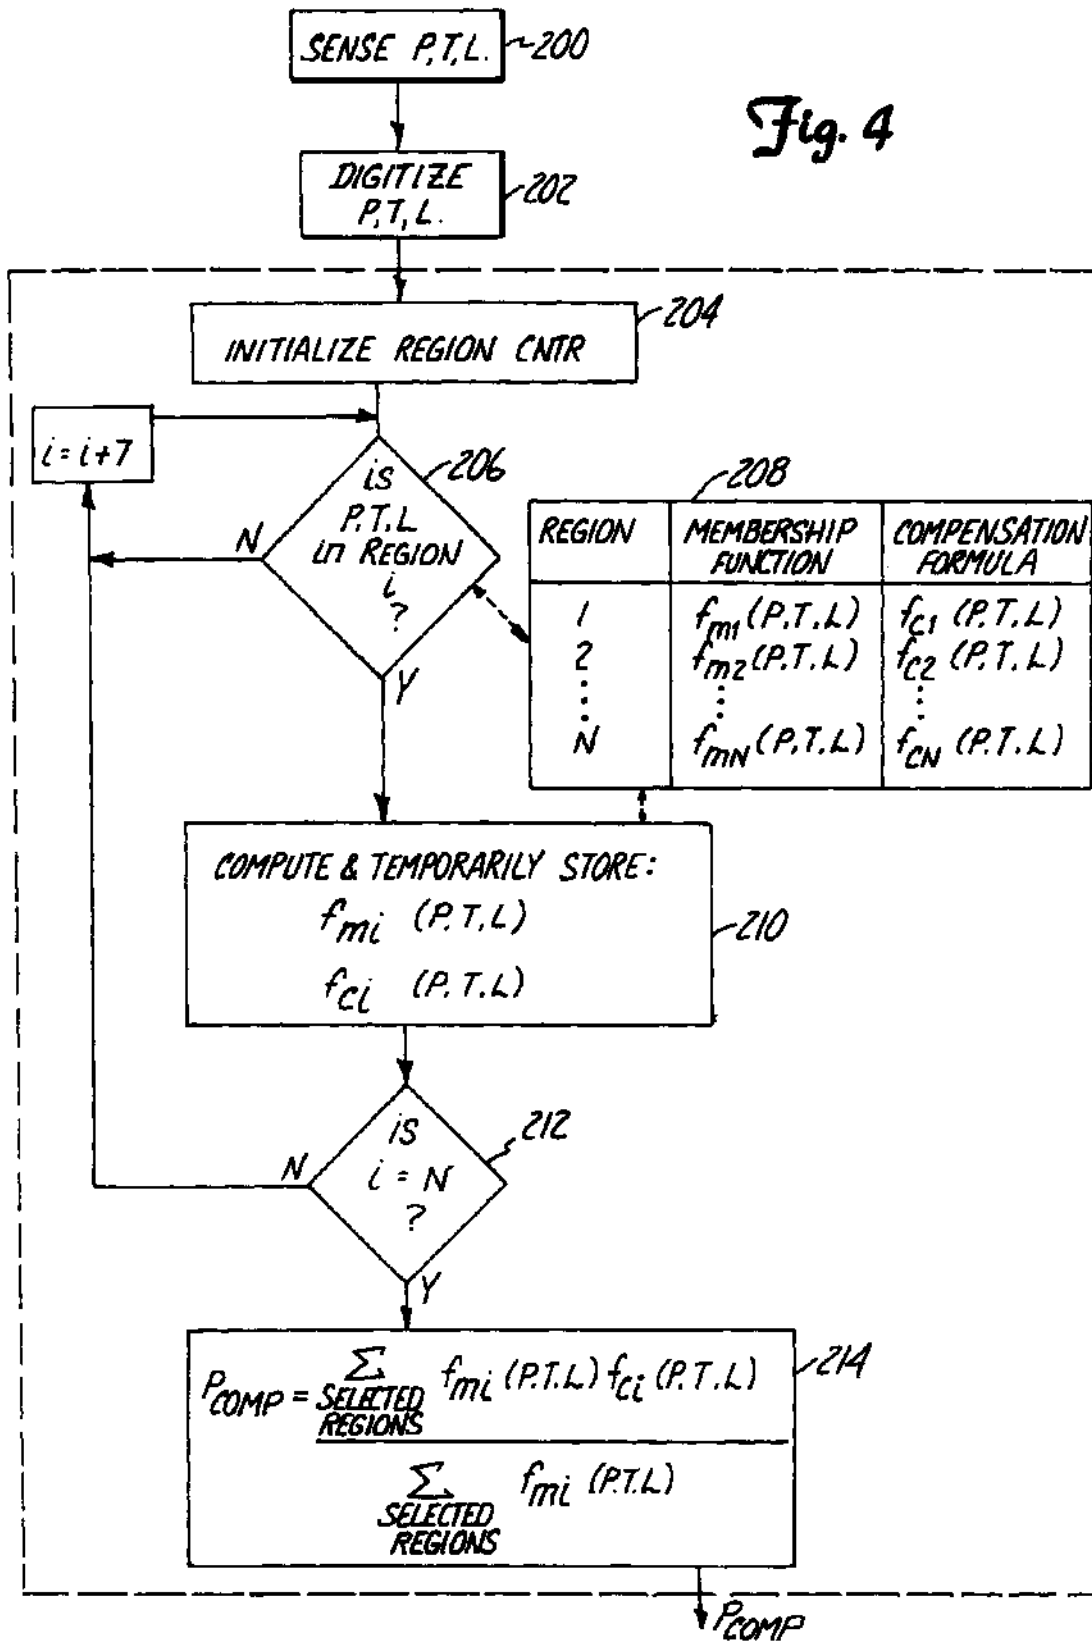 SENSE P,T,L.
200
Fig. 4
DIGITIZE
P,T,L.
202
204
INITIALIZE REGION CNTR
i = i+7
is
P.T.L
in REGION
i
?
206
N
Y
208
REGION MEMBERSHIP FUNCTION COMPENSATION FORMULA
1 fm1 (P.T.L) fc1 (P.T.L)
2 fm2 (P.T.L) fc2 (P.T.L)
⋮ ⋮ ⋮
N fmN (P.T.L) fcN (P.T.L)
COMPUTE & TEMPORARILY STORE:
fmi (P.T.L)
fci (P.T.L)
210
is
i = N
?
212
N
Y
PCOMP = Σ SELECTED REGIONS fmi (P.T.L) fci (P.T.L)
Σ SELECTED REGIONS fmi (P.T.L)
214
PCOMP